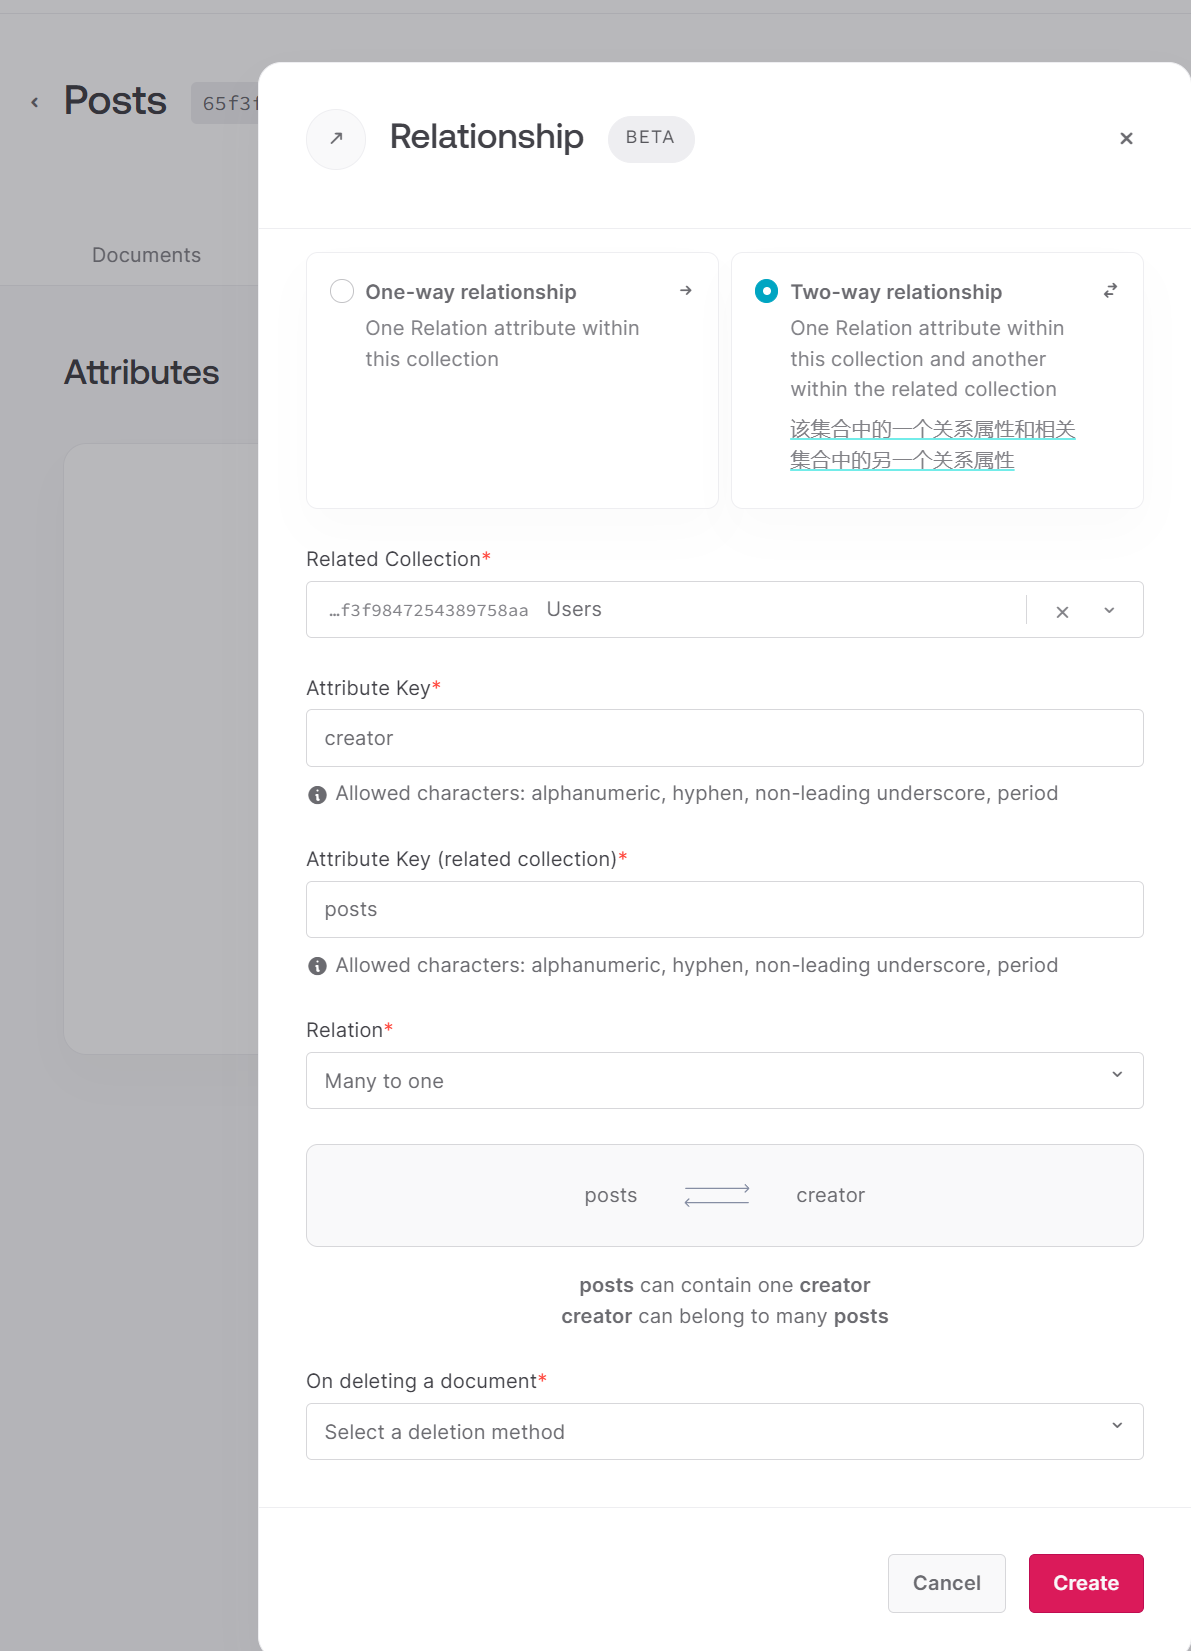 Posts
65f3f
Documents
Attributes
Relationship BETA
One-way relationship
One Relation attribute within
this collection
Two-way relationship
One Relation attribute within
this collection and another
within the related collection
该集合中的一个关系属性和相关
集合中的另一个关系属性
Related Collection*
…f3f9847254389758aa Users
Attribute Key*
creator
Allowed characters: alphanumeric, hyphen, non-leading underscore, period
Attribute Key (related collection)*
posts
Allowed characters: alphanumeric, hyphen, non-leading underscore, period
Relation*
Many to one
posts creator
posts can contain one creator
creator can belong to many posts
On deleting a document*
Select a deletion method
Cancel Create